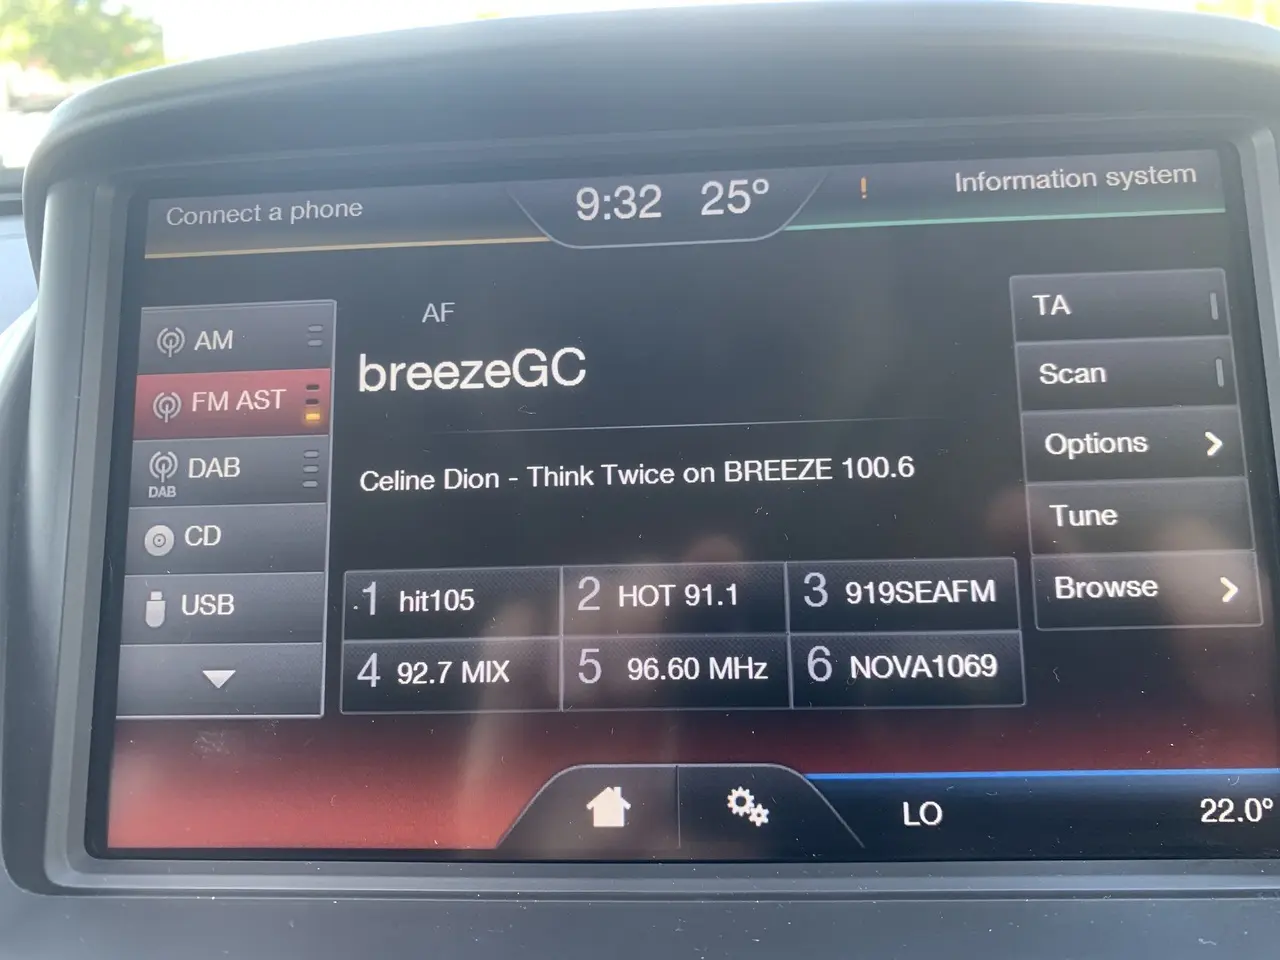 Connect a phone
9:32 25°
!
Information system
AM
FM AST
DAB
DAB
CD
USB
AF
breezeGC
Celine Dion - Think Twice on BREEZE 100.6
1 hit105
2 HOT 91.1
3 919SEAFM
4 92.7 MIX
5 96.60 MHz
6 NOVA1069
TA
Scan
Options
Tune
Browse
LO
22.0°